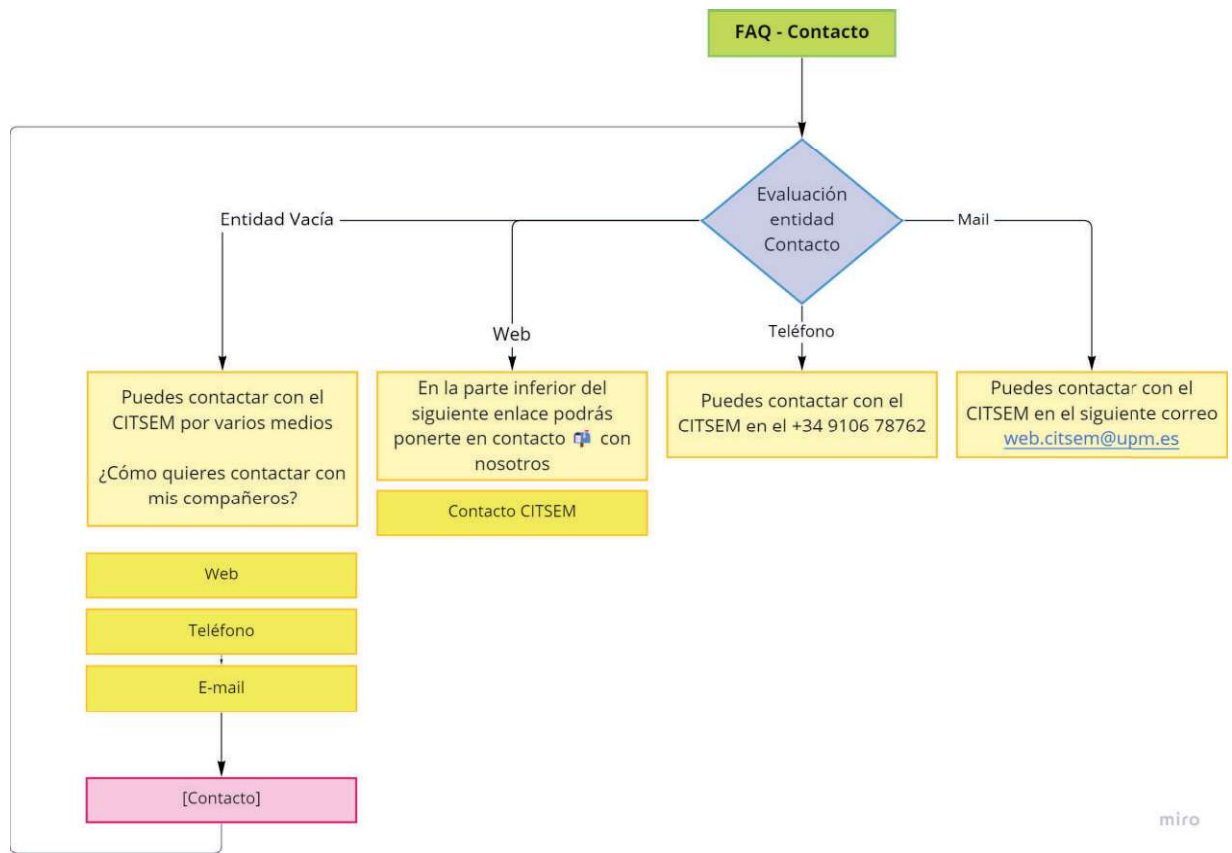 FAQ - Contacto
Evaluación
entidad
Contacto
Entidad Vacía
Web
Teléfono
Mail
Puedes contactar con el
CITSEM por varios medios
¿Cómo quieres contactar con
mis compañeros?
Web
Teléfono
E-mail
[Contacto]
En la parte inferior del
siguiente enlace podrás
ponerte en contacto 📬 con
nosotros
Contacto CITSEM
Puedes contactar con el
CITSEM en el +34 9106 78762
Puedes contactar con el
CITSEM en el siguiente correo
web.citsem@upm.es
miro